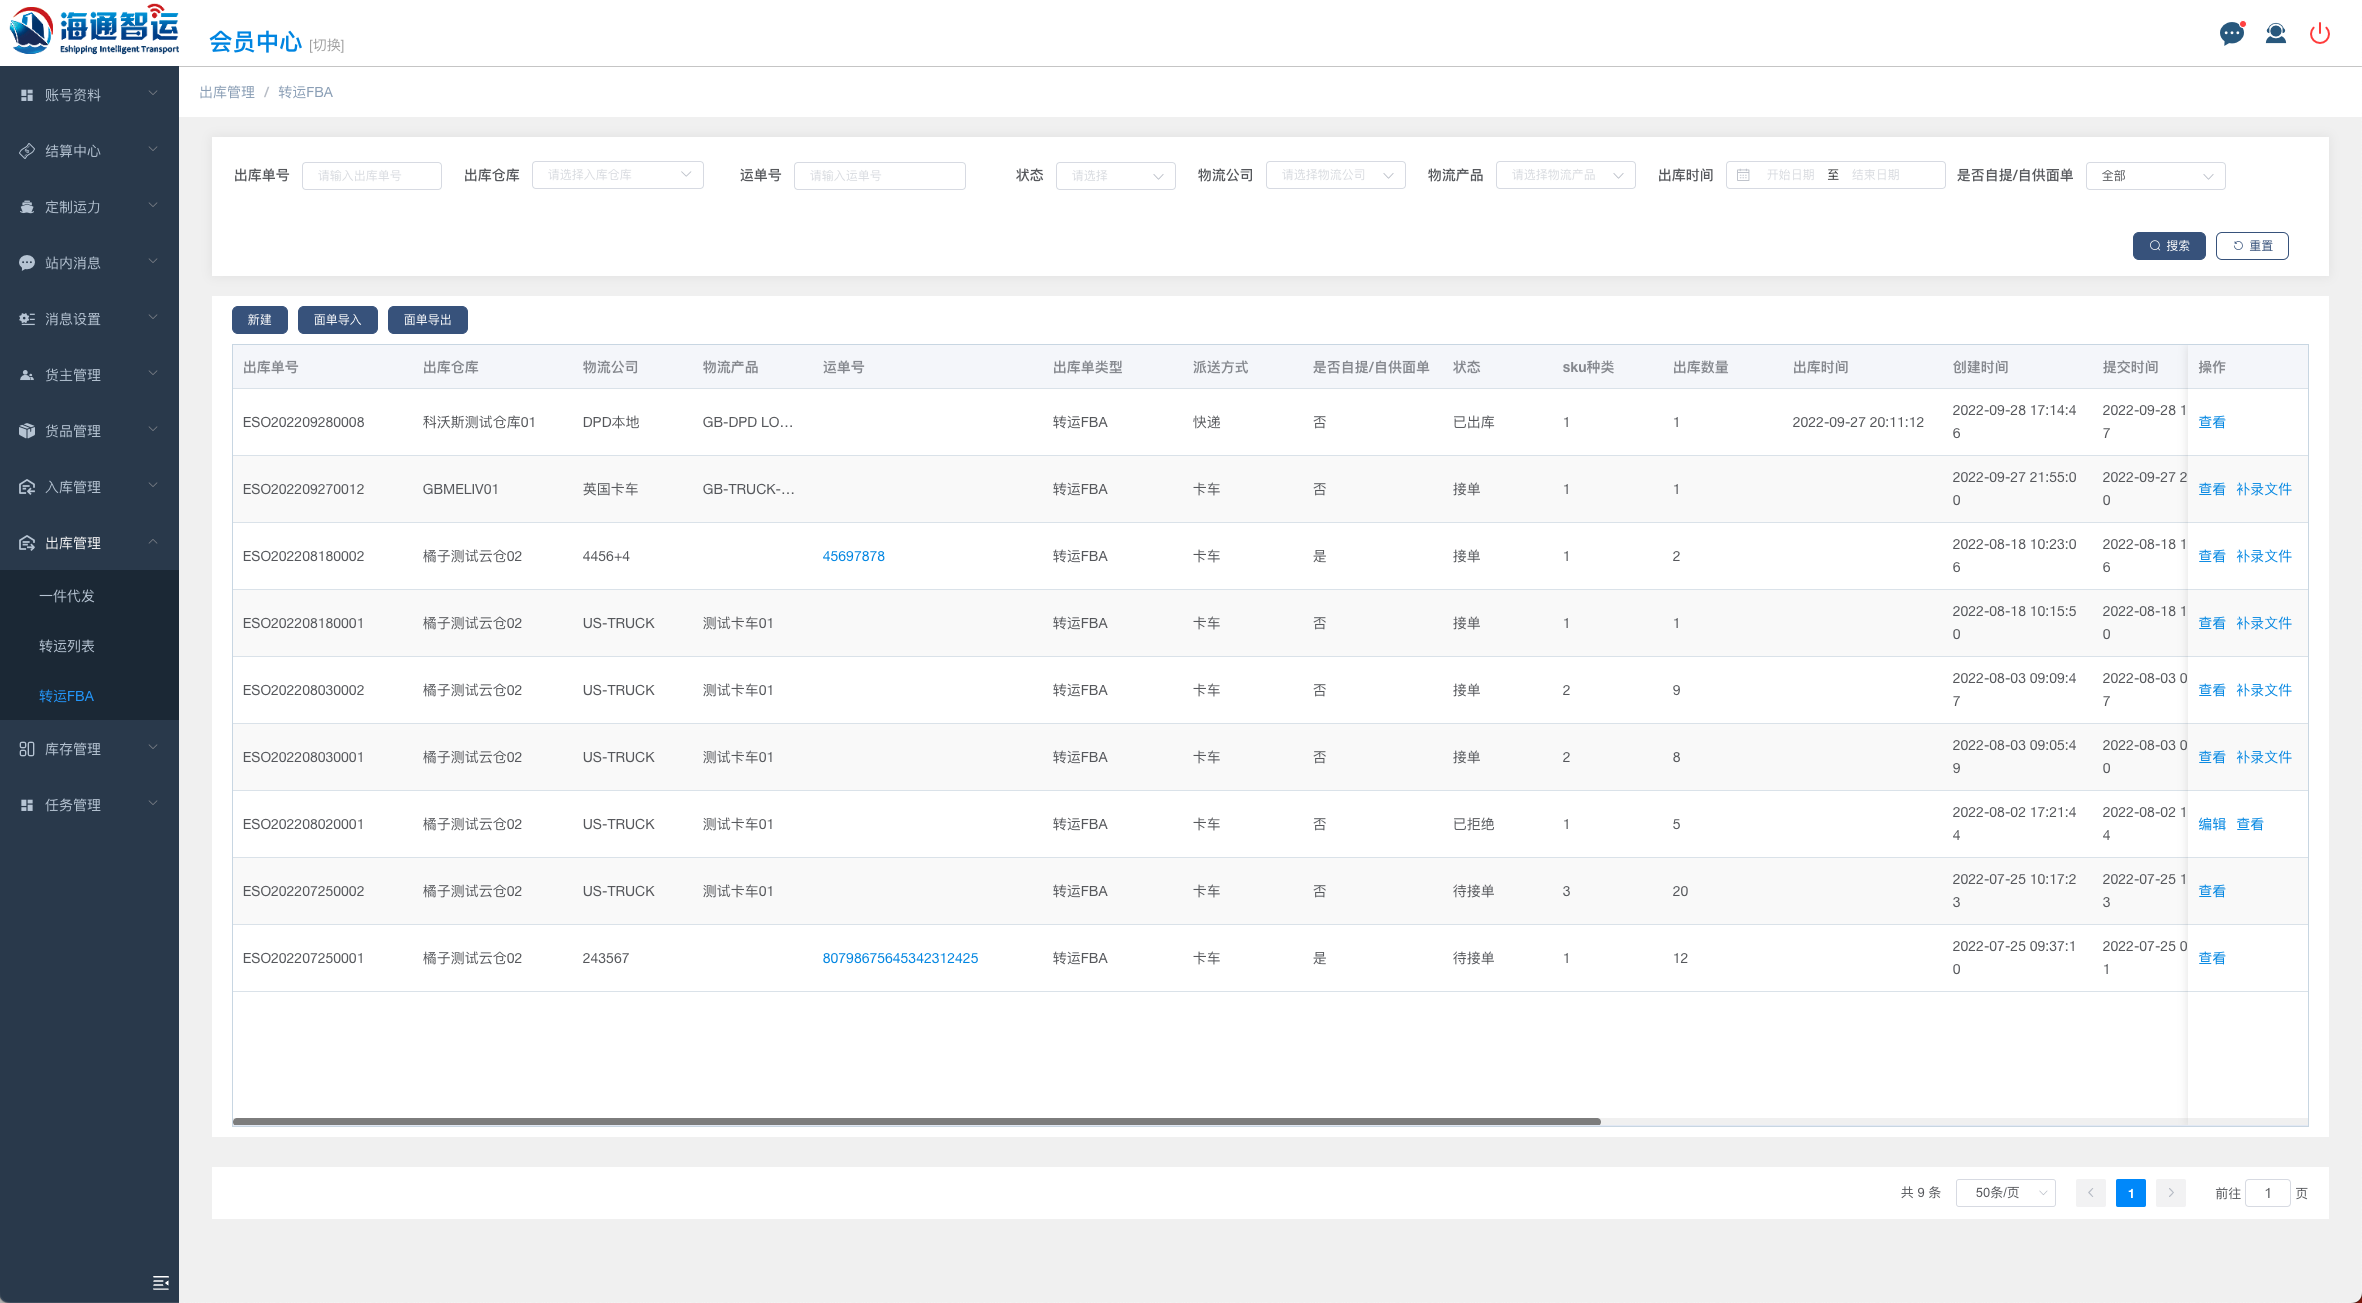 海通智运
Eshipping Intelligent Transport
会员中心 [切换]
账号资料
结算中心
定制运力
站内消息
消息设置
货主管理
货品管理
入库管理
出库管理
一件代发
转运列表
转运FBA
库存管理
任务管理
出库管理 / 转运FBA
出库单号 请输入出库单号 出库仓库 请选择入库仓库 运单号 请输入运单号 状态 请选择 物流公司 请选择物流公司 物流产品 请选择物流产品 出库时间 开始日期 至 结束日期 是否自提/自供面单 全部
搜索 重置
新建 面单导入 面单导出
出库单号 出库仓库 物流公司 物流产品 运单号 出库单类型 派送方式 是否自提/自供面单 状态 sku种类 出库数量 出库时间 创建时间 提交时间 操作
ESO202209280008 科沃斯测试仓库01 DPD本地 GB-DPD LO... 转运FBA 快递 否 已出库 1 1 2022-09-27 20:11:12 2022-09-28 17:14:4 2022-09-28 1 查看
6 7
ESO202209270012 GBMELIV01 英国卡车 GB-TRUCK-... 转运FBA 卡车 否 接单 1 1 2022-09-27 21:55:0 2022-09-27 2 查看 补录文件
0 0
ESO202208180002 橘子测试云仓02 4456+4 45697878 转运FBA 卡车 是 接单 1 2 2022-08-18 10:23:0 2022-08-18 1 查看 补录文件
6 6
ESO202208180001 橘子测试云仓02 US-TRUCK 测试卡车01 转运FBA 卡车 否 接单 1 1 2022-08-18 10:15:5 2022-08-18 1 查看 补录文件
0 0
ESO202208030002 橘子测试云仓02 US-TRUCK 测试卡车01 转运FBA 卡车 否 接单 2 9 2022-08-03 09:09:4 2022-08-03 0 查看 补录文件
7 7
ESO202208030001 橘子测试云仓02 US-TRUCK 测试卡车01 转运FBA 卡车 否 接单 2 8 2022-08-03 09:05:4 2022-08-03 0 查看 补录文件
9 0
ESO202208020001 橘子测试云仓02 US-TRUCK 测试卡车01 转运FBA 卡车 否 已拒绝 1 5 2022-08-02 17:21:4 2022-08-02 1 编辑 查看
4 4
ESO202207250002 橘子测试云仓02 US-TRUCK 测试卡车01 转运FBA 卡车 否 待接单 3 20 2022-07-25 10:17:2 2022-07-25 1 查看
3 3
ESO202207250001 橘子测试云仓02 243567 80798675645342312425 转运FBA 卡车 是 待接单 1 12 2022-07-25 09:37:1 2022-07-25 0 查看
0 1
共 9 条 50条/页 1 前往 1 页